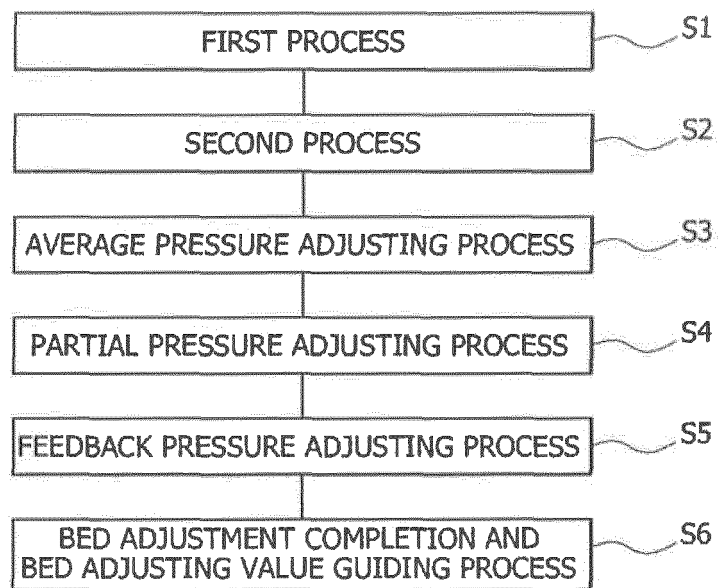 FIRST PROCESS S1
SECOND PROCESS S2
AVERAGE PRESSURE ADJUSTING PROCESS S3
PARTIAL PRESSURE ADJUSTING PROCESS S4
FEEDBACK PRESSURE ADJUSTING PROCESS S5
BED ADJUSTMENT COMPLETION AND
BED ADJUSTING VALUE GUIDING PROCESS S6